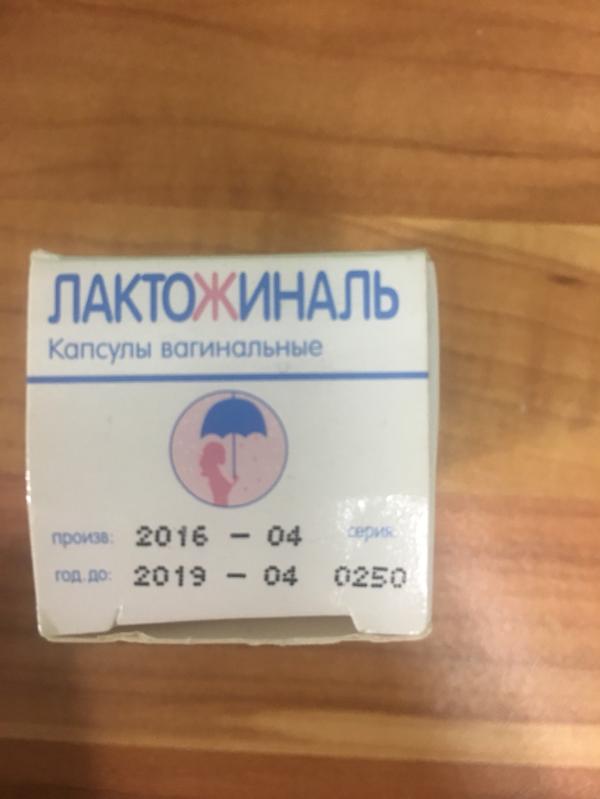 ЛАКТОЖИНАЛЬ
Капсулы вагинальные
произв: 2016 - 04 серия:
год.до: 2019 - 04 0250